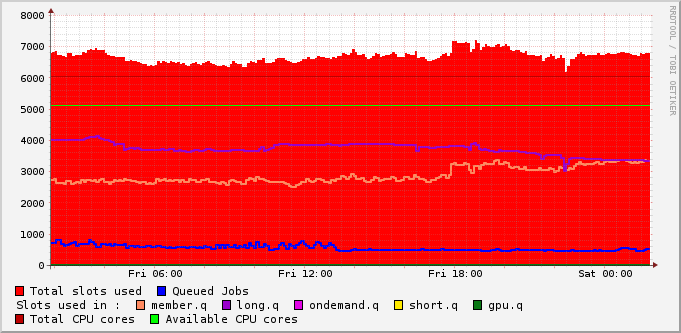 8000
7000
6000
5000
4000
3000
2000
1000
0
Fri 06:00 Fri 12:00 Fri 18:00 Sat 00:00
Total slots used Queued Jobs
Slots used in : member.q long.q ondemand.q short.q gpu.q
Total CPU cores Available CPU cores
RRDTOOL / TOBI OETIKER